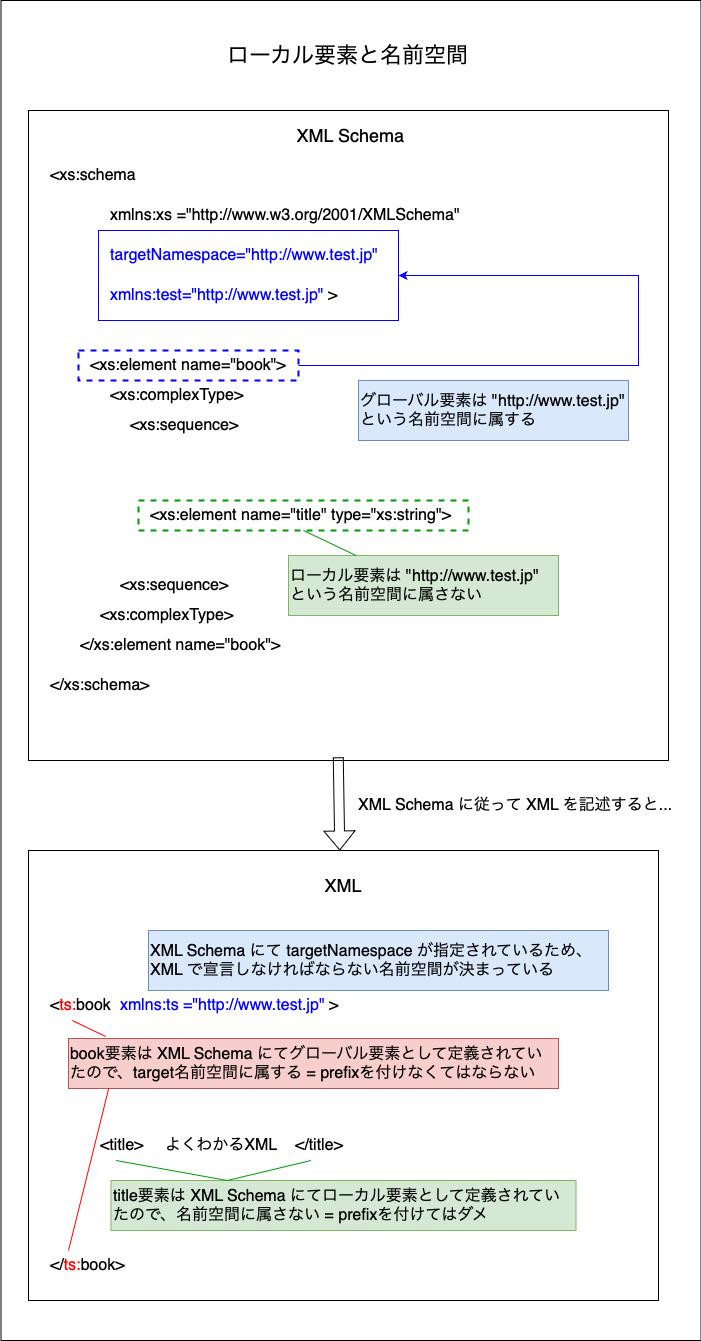 ローカル要素と名前空間
XML Schema
<xs:schema
xmlns:xs ="http://www.w3.org/2001/XMLSchema"
targetNamespace="http://www.test.jp"
xmlns:test="http://www.test.jp" >
<xs:element name="book">
<xs:complexType>
グローバル要素は "http://www.test.jp"
という名前空間に属する
<xs:sequence>
<xs:element name="title" type="xs:string">
ローカル要素は "http://www.test.jp"
という名前空間に属さない
<xs:sequence>
<xs:complexType>
</xs:element name="book">
</xs:schema>
XML Schema に従って XML を記述すると...
XML
XML Schema にて targetNamespace が指定されているため、
XML で宣言しなければならない名前空間が決まっている
<ts:book xmlns:ts ="http://www.test.jp" >
book要素は XML Schema にてグローバル要素として定義されてい
たので、target名前空間に属する = prefixを付けなくてはならない
<title> よくわかるXML </title>
title要素は XML Schema にてローカル要素として定義されてい
たので、名前空間に属さない = prefixを付けてはダメ
</ts:book>